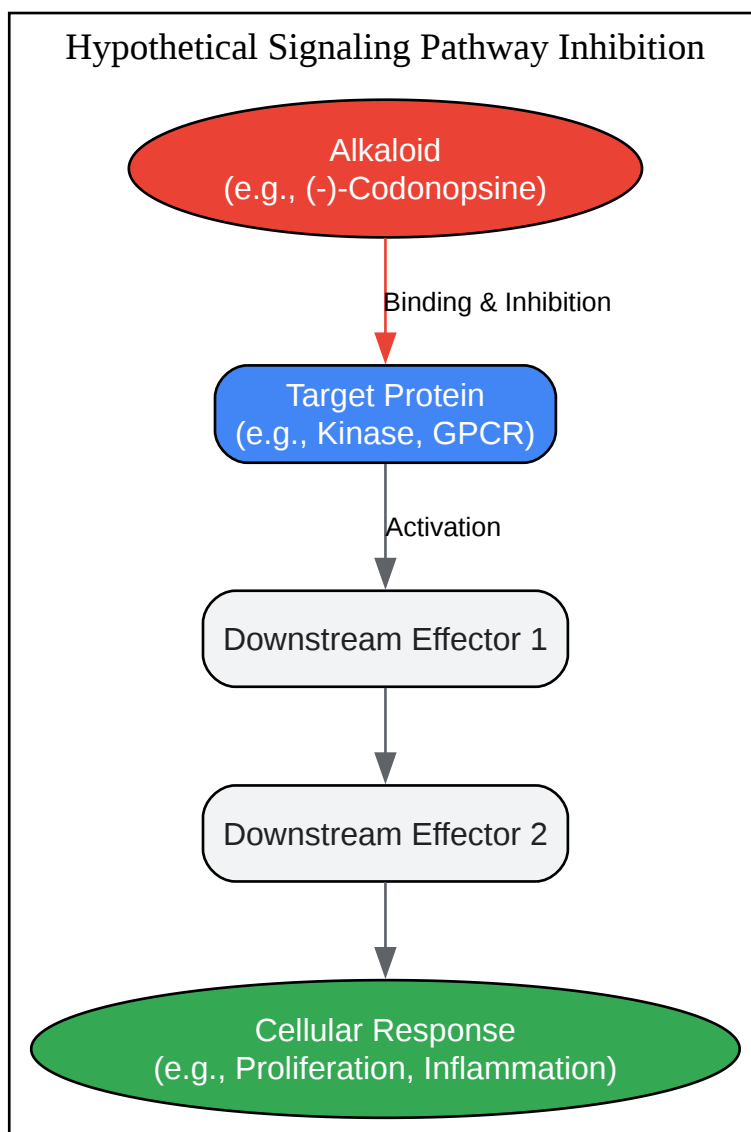 Hypothetical Signaling Pathway Inhibition
Alkaloid
(e.g., (-)-Codonopsine)
Binding & Inhibition
Target Protein
(e.g., Kinase, GPCR)
Activation
Downstream Effector 1
Downstream Effector 2
Cellular Response
(e.g., Proliferation, Inflammation)